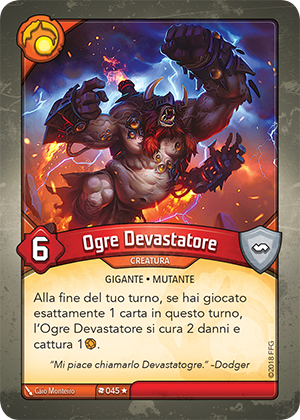 6
Ogre Devastatore
CREATURA
GIGANTE • MUTANTE
Alla fine del tuo turno, se hai giocato
esattamente 1 carta in questo turno,
l'Ogre Devastatore si cura 2 danni e
cattura 1
"Mi piace chiamarlo Devastatogre." -Dodger
Caio Monteiro
045
©2018 FFG